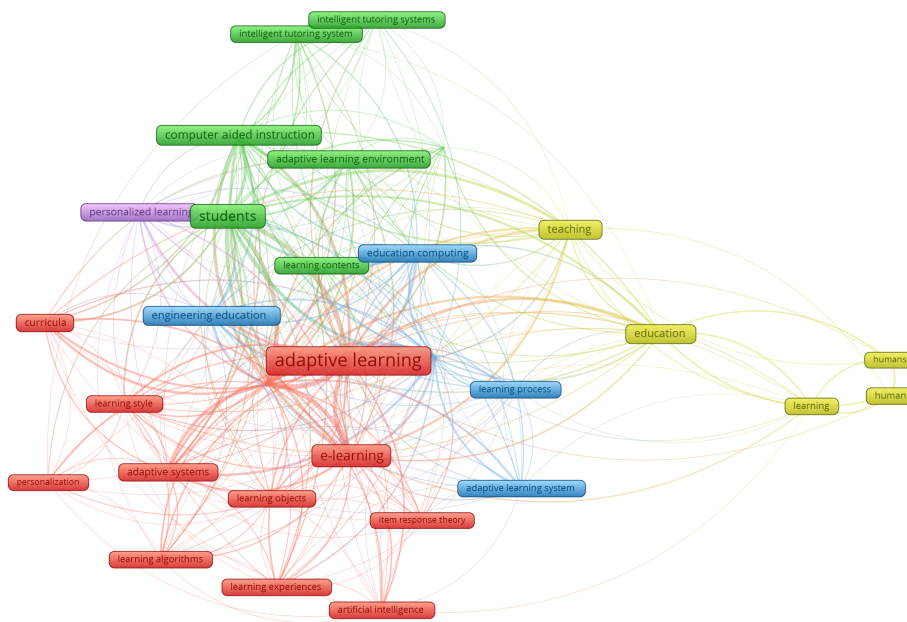 intelligent tutoring systems
intelligent tutoring system
computer aided instruction
adaptive learning environment
personalized learning
students
teaching
education computing
learning contents
engineering education
curricula
education
adaptive learning
humans
learning process
human
learning style
learning
e-learning
adaptive systems
personalization
adaptive learning system
learning objects
item response theory
learning algorithms
learning experiences
artificial intelligence